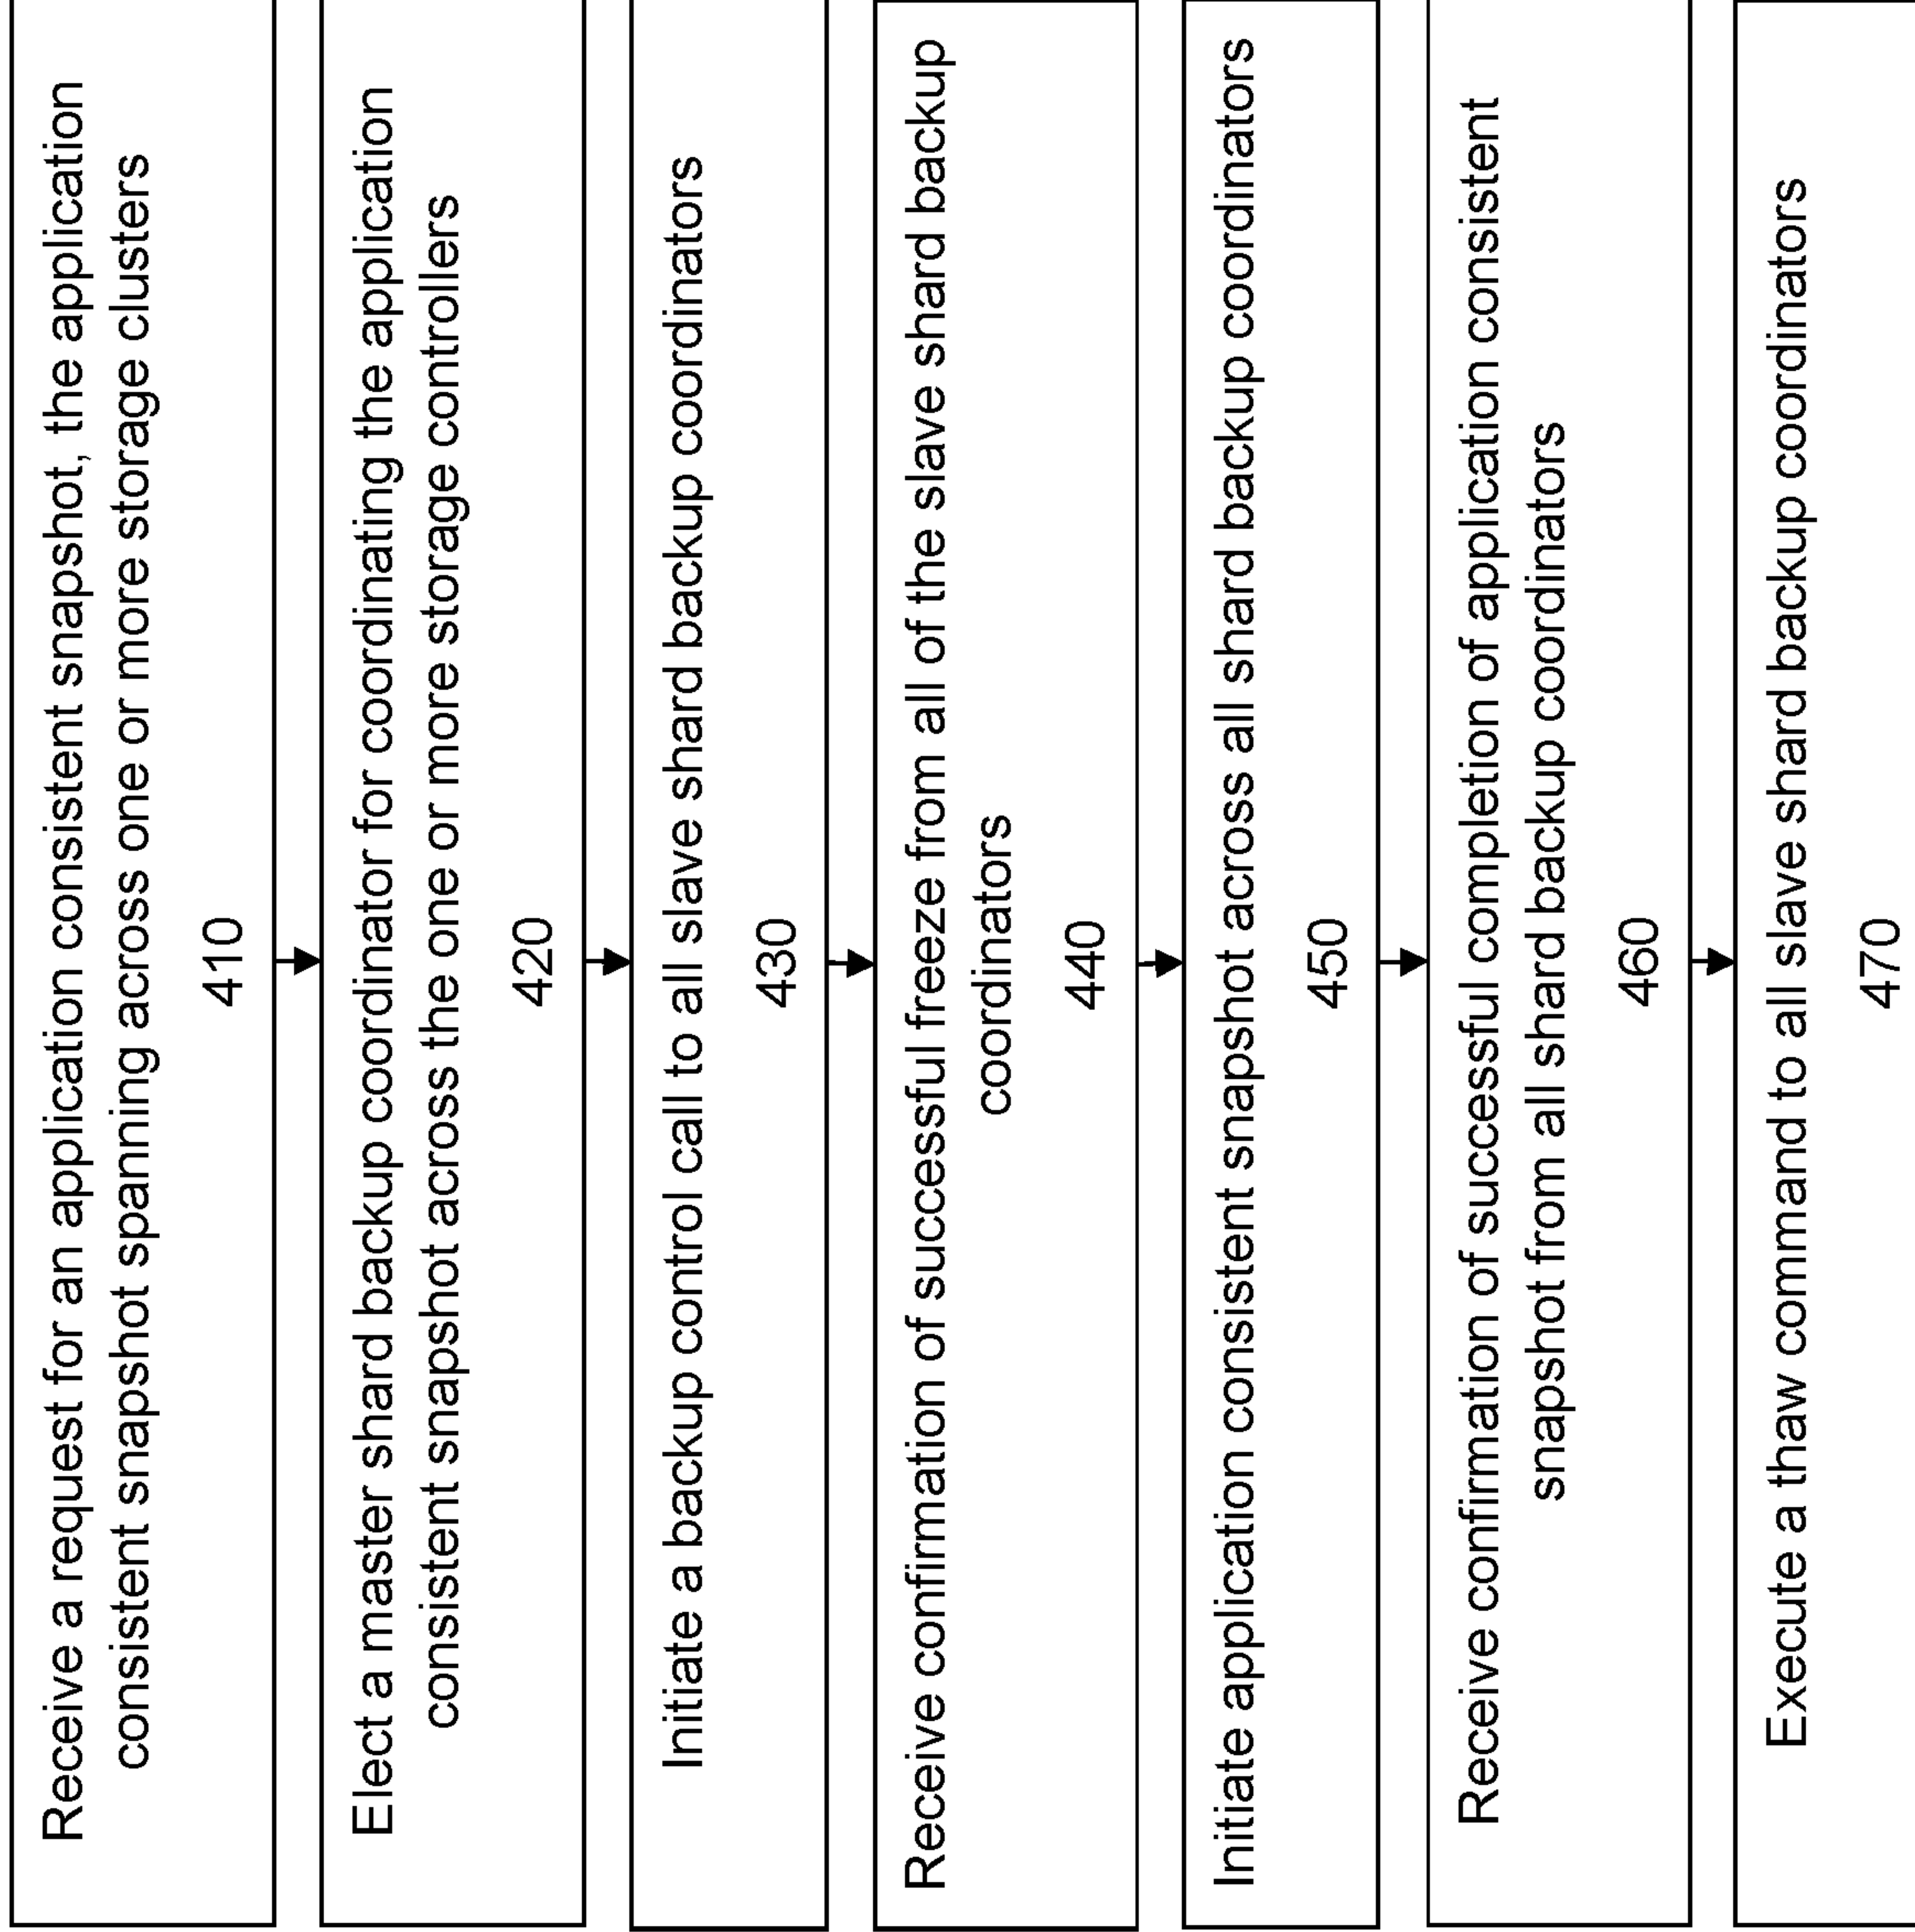 Receive a request for an application consistent snapshot, the application
consistent snapshot spanning across one or more storage clusters
410
Elect a master shard backup coordinator for coordinating the application
consistent snapshot across the one or more storage controllers
420
Initiate a backup control call to all slave shard backup coordinators
430
Receive confirmation of successful freeze from all of the slave shard backup
coordinators
440
Initiate application consistent snapshot across all shard backup coordinators
450
Receive confirmation of successful completion of application consistent
snapshot from all shard backup coordinators
460
Execute a thaw command to all slave shard backup coordinators
470